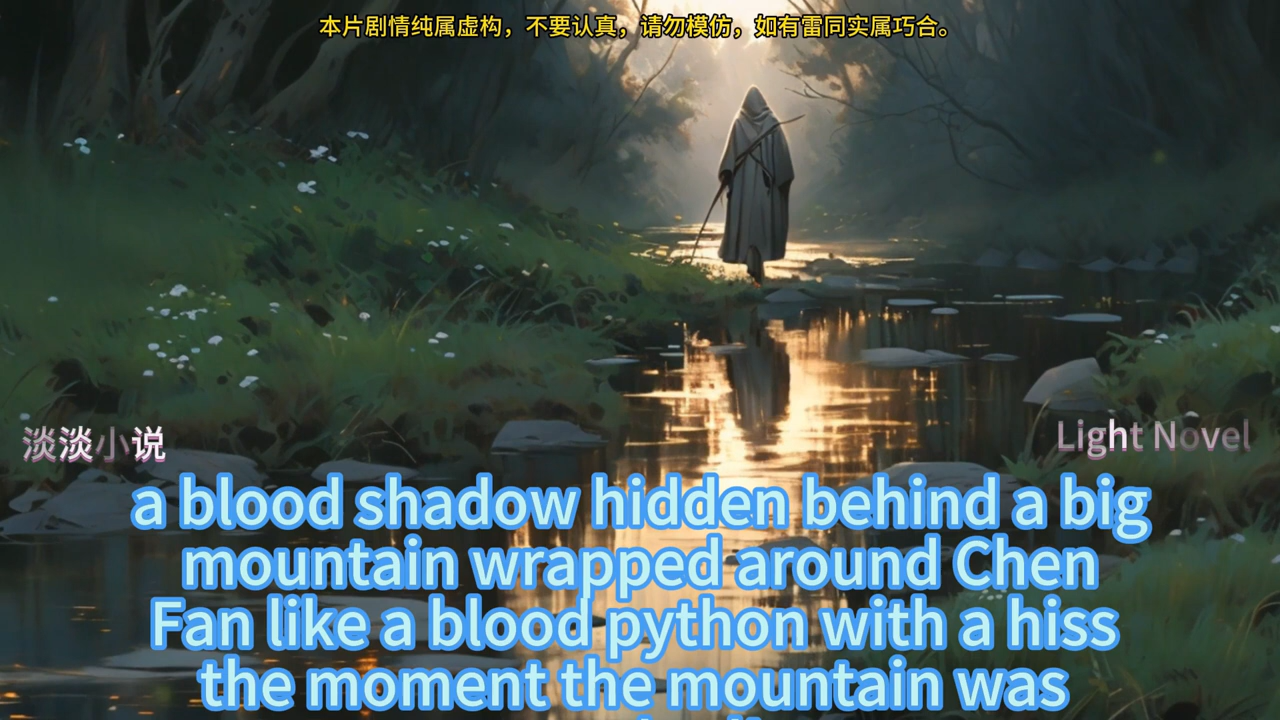 本片剧情纯属虚构，不要认真，请勿模仿，如有雷同实属巧合。
淡淡小说
Light Novel
a blood shadow hidden behind a big
mountain wrapped around Chen
Fan like a blood python with a hiss
the moment the mountain was